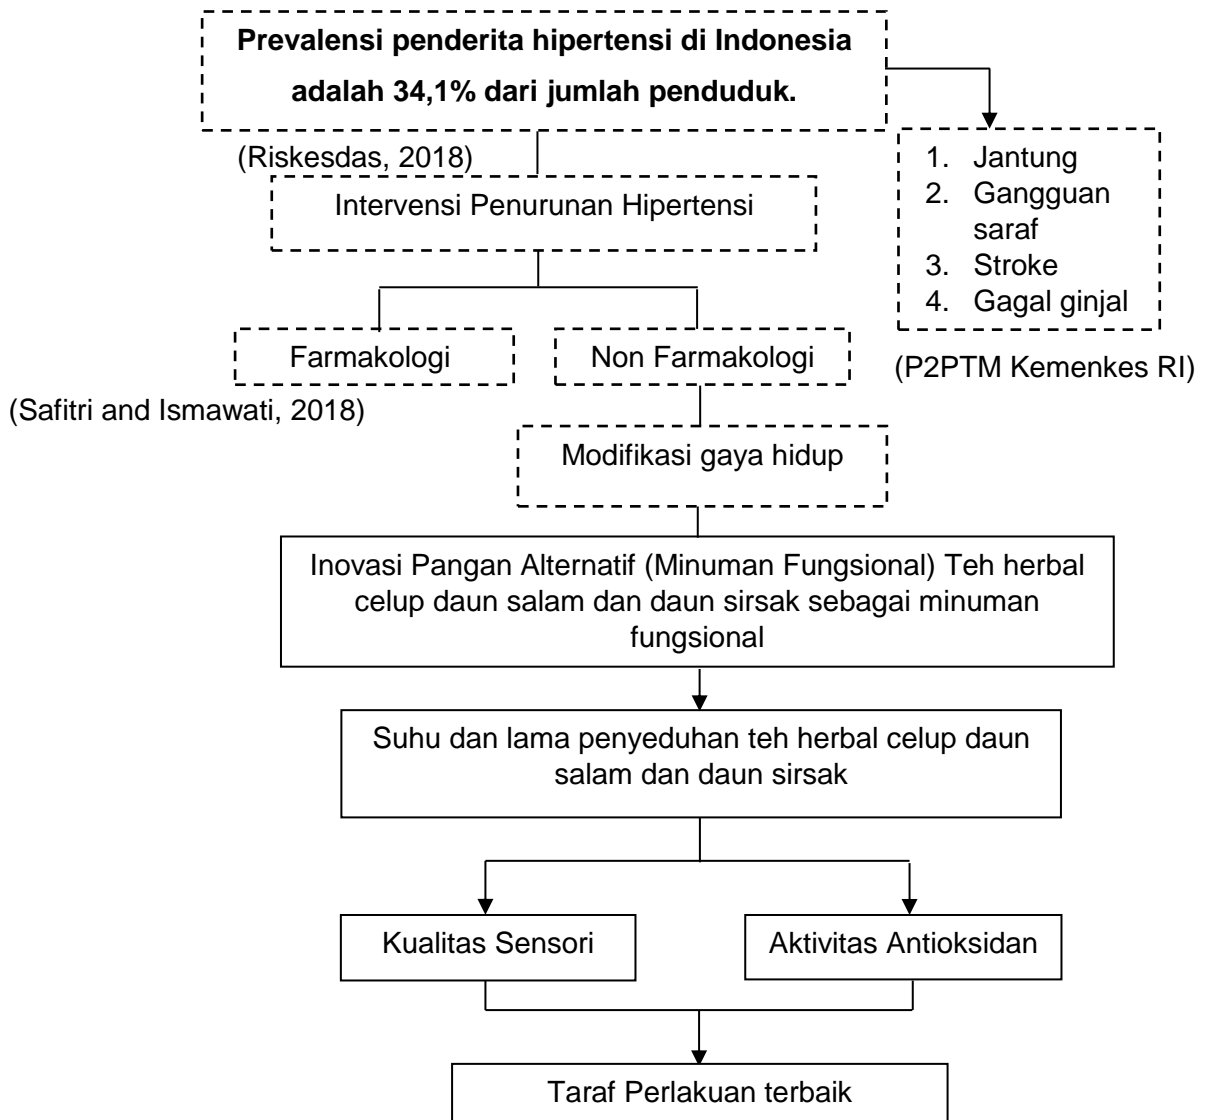 Prevalensi penderita hipertensi di Indonesia
adalah 34,1% dari jumlah penduduk.
(Riskesdas, 2018)
1. Jantung
2. Gangguan
saraf
3. Stroke
4. Gagal ginjal
(P2PTM Kemenkes RI)
Intervensi Penurunan Hipertensi
Farmakologi
Non Farmakologi
(Safitri and Ismawati, 2018)
Modifikasi gaya hidup
Inovasi Pangan Alternatif (Minuman Fungsional) Teh herbal
celup daun salam dan daun sirsak sebagai minuman
fungsional
Suhu dan lama penyeduhan teh herbal celup daun
salam dan daun sirsak
Kualitas Sensori
Aktivitas Antioksidan
Taraf Perlakuan terbaik